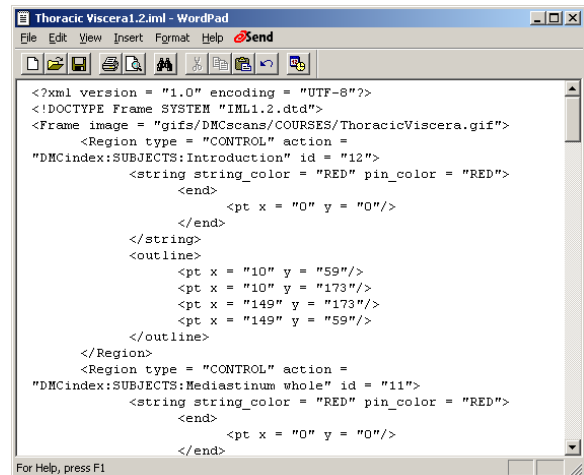 Thoracic Viscera1.2.iml - WordPad
File Edit View Insert Format Help Send
<?xml version = "1.0" encoding = "UTF-8"?>
<!DOCTYPE Frame SYSTEM "IML1.2.dtd">
<Frame image = "gifs/DMCscans/COURSES/ThoracicViscera.gif">
<Region type = "CONTROL" action =
"DMCindex:SUBJECTS:Introduction" id = "12">
<string string_color = "RED" pin_color = "RED">
<end>
<pt x = "0" y = "0"/>
</end>
</string>
<outline>
<pt x = "10" y = "59"/>
<pt x = "10" y = "173"/>
<pt x = "149" y = "173"/>
<pt x = "149" y = "59"/>
</outline>
</Region>
<Region type = "CONTROL" action =
"DMCindex:SUBJECTS:Mediastinum whole" id = "11">
<string string_color = "RED" pin_color = "RED">
<end>
<pt x = "0" y = "0"/>
</end>
For Help, press F1